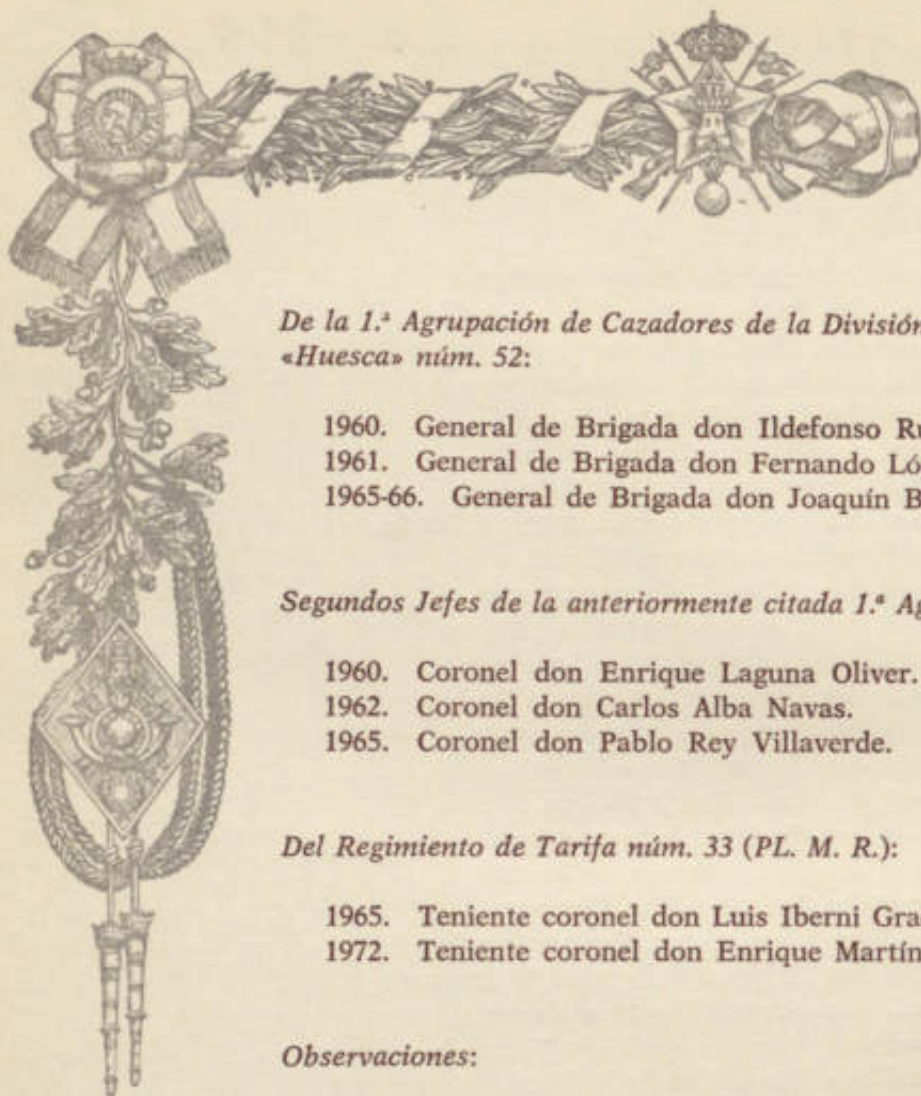 De la 1.ª Agrupación de Cazadores de la División
«Huesca» núm. 52:
1960. General de Brigada don Ildefonso
1961. General de Brigada don Fernando
1965-66. General de Brigada don Joaquín
Segundos Jefes de la anteriormente citada 1.ª
1960. Coronel don Enrique Laguna Oliver.
1962. Coronel don Carlos Alba Navas.
1965. Coronel don Pablo Rey Villaverde.
Del Regimiento de Tarifa núm. 33 (PL. M. R.):
1965. Teniente coronel don Luis Iberni
1972. Teniente coronel don Enrique
Observaciones: